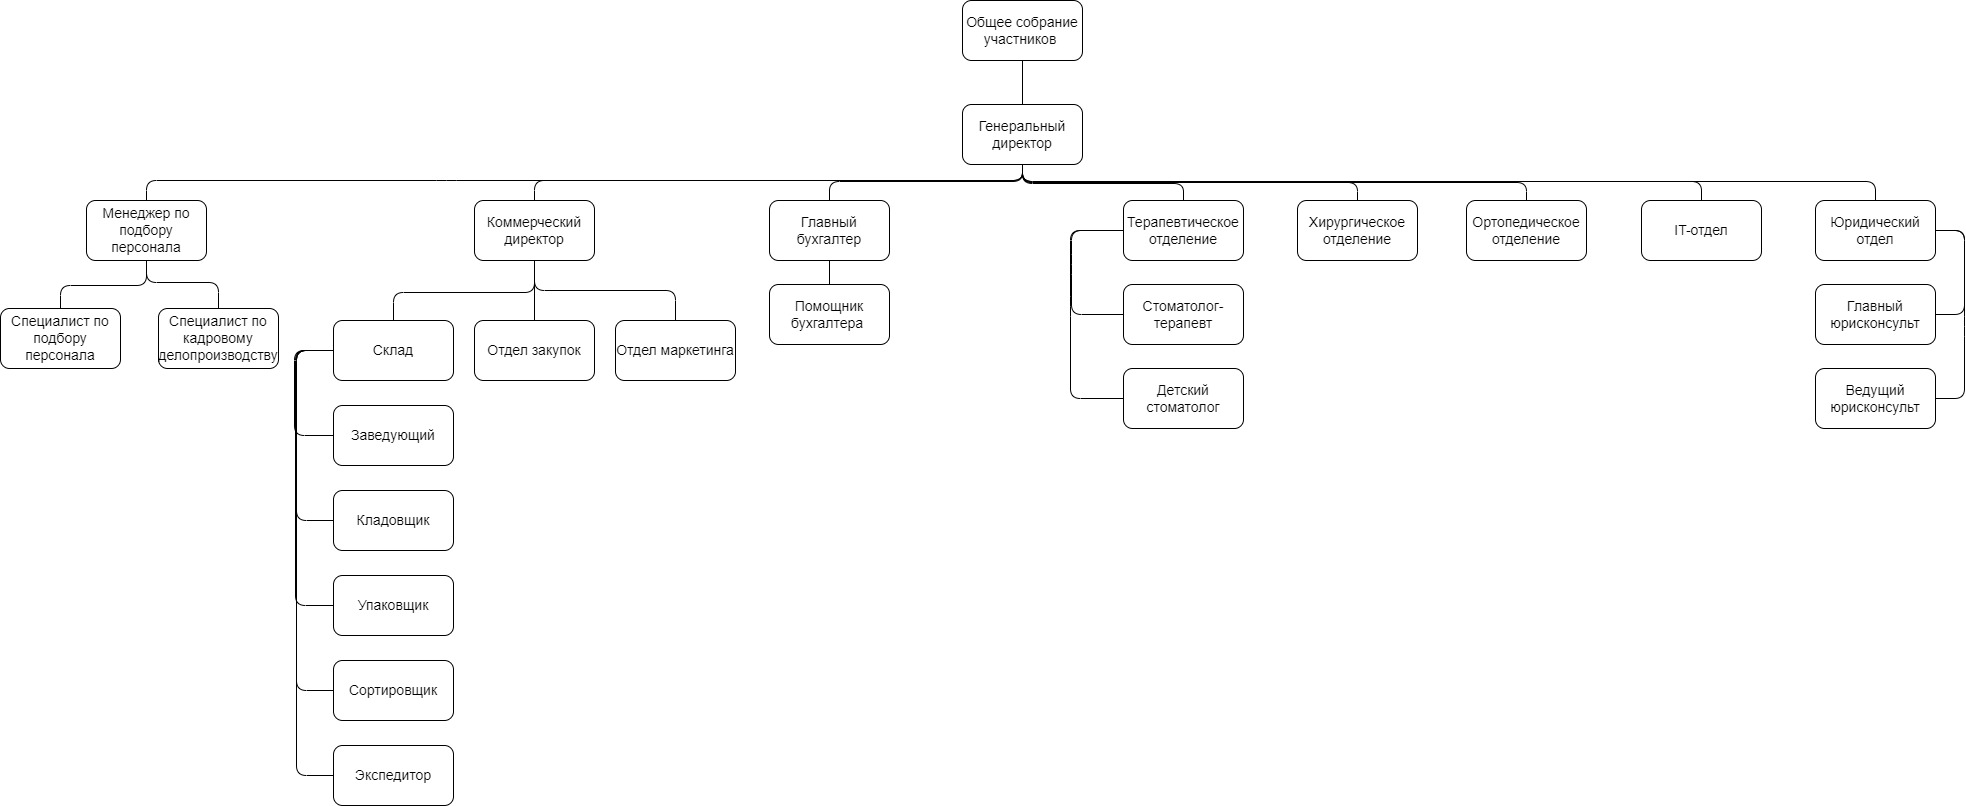 Общее собрание
участников
Генеральный
директор
Менеджер по
подбору
персонала
Коммерческий
директор
Главный
бухгалтер
Терапевтическое
отделение
Хирургическое
отделение
Ортопедическое
отделение
IT-отдел
Юридический
отдел
Специалист по
подбору
персонала
Специалист по
кадровому
делопроизводству
Склад
Отдел закупок
Отдел маркетинга
Помощник
бухгалтера
Стоматолог-
терапевт
Главный
юрисконсульт
Детский
стоматолог
Ведущий
юрисконсульт
Заведующий
Кладовщик
Упаковщик
Сортировщик
Экспедитор